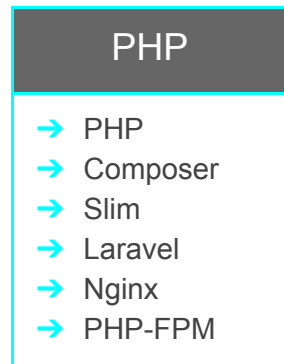 PHP
➔ PHP
➔ Composer
➔ Slim
➔ Laravel
➔ Nginx
➔ PHP-FPM